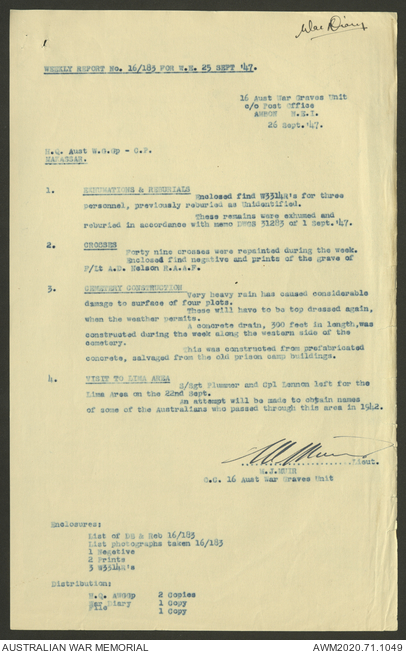 War Diary
WEEKLY REPORT No. 16/183 FOR W.E. 25 SEPT '47.
16 Aust War Graves Unit
c/o Post Office
AMBON N.E.I.
26 Sept.'47.
H.Q. Aust W.G.Gp - C.P.
MAKASSAR.
1. EXHUMATIONS & REBURIALS
Enclosed find W3314R's for three
personnel, previously reburied as Unidentified.
These remains were exhumed and
reburied in accordance with memo DWGS 31283 of 1 Sept.'47.
2. CROSSES
Forty nine crosses were repainted during the week.
Enclosed find negative and prints of the grave of
F/Lt A.D. Nelson R.A.A.F.
3 CEMETERY CONSTRUCTION
Very heavy rain has caused considerable
damage to surface of four plots.
These will have to be top dressed again,
when the weather permits.
A concrete drain, 390 feet in length,was
constructed during the week along the western side of the
cemetery.
This was constructed from prefabricated
concrete, salvaged from the old prison camp buildings.
4. VISIT TO LIMA AREA
S/Sgt Plummer and Cpl Lennon left for the
Lima Area on the 22nd Sept.
An attempt will be made to obtain names
of some of the Australians who passed through this area in 1942.
Lieut.
M.J.MUIR
O.C. 16 Aust War Graves Unit
Enclosures:
List of Ex & Reb 16/183
List photographs taken 16/183
1 Negative
2 Prints
3 W3314R's
Distribution:
H.Q. AWGGp 2 Copies
War Diary 1 Copy
File 1 Copy
AUSTRALIAN WAR MEMORIAL
AWM2020.71.1049